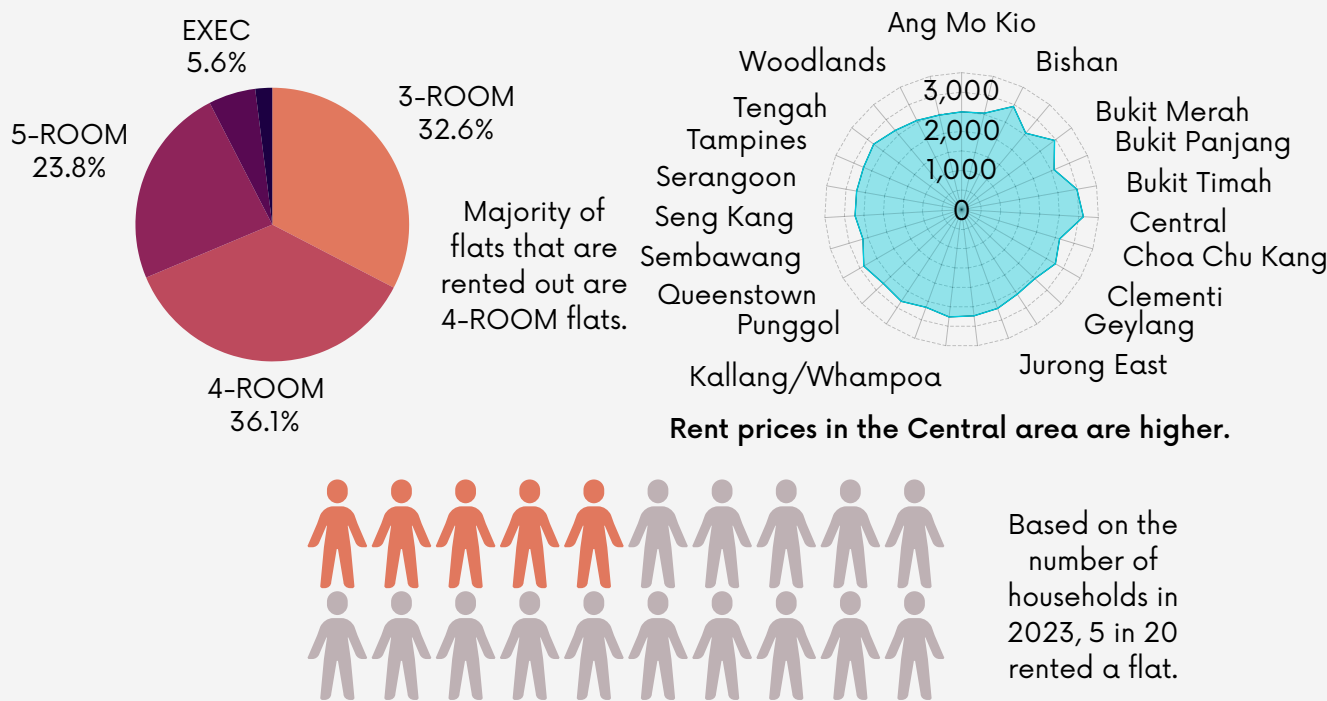 EXEC
5.6%
3-ROOM
32.6%
5-ROOM
23.8%
4-ROOM
36.1%
Majority of
flats that are
rented out are
4-ROOM flats.
Ang Mo Kio
Woodlands
Bishan
Tengah
Bukit Merah
Tampines
Bukit Panjang
Serangoon
Bukit Timah
Seng Kang
Central
Sembawang
Choa Chu Kang
Queenstown
Clementi
Punggol
Geylang
Kallang/Whampoa
Jurong East
3,000
2,000
1,000
0
Rent prices in the Central area are higher.
Based on the
number of
households in
2023, 5 in 20
rented a flat.